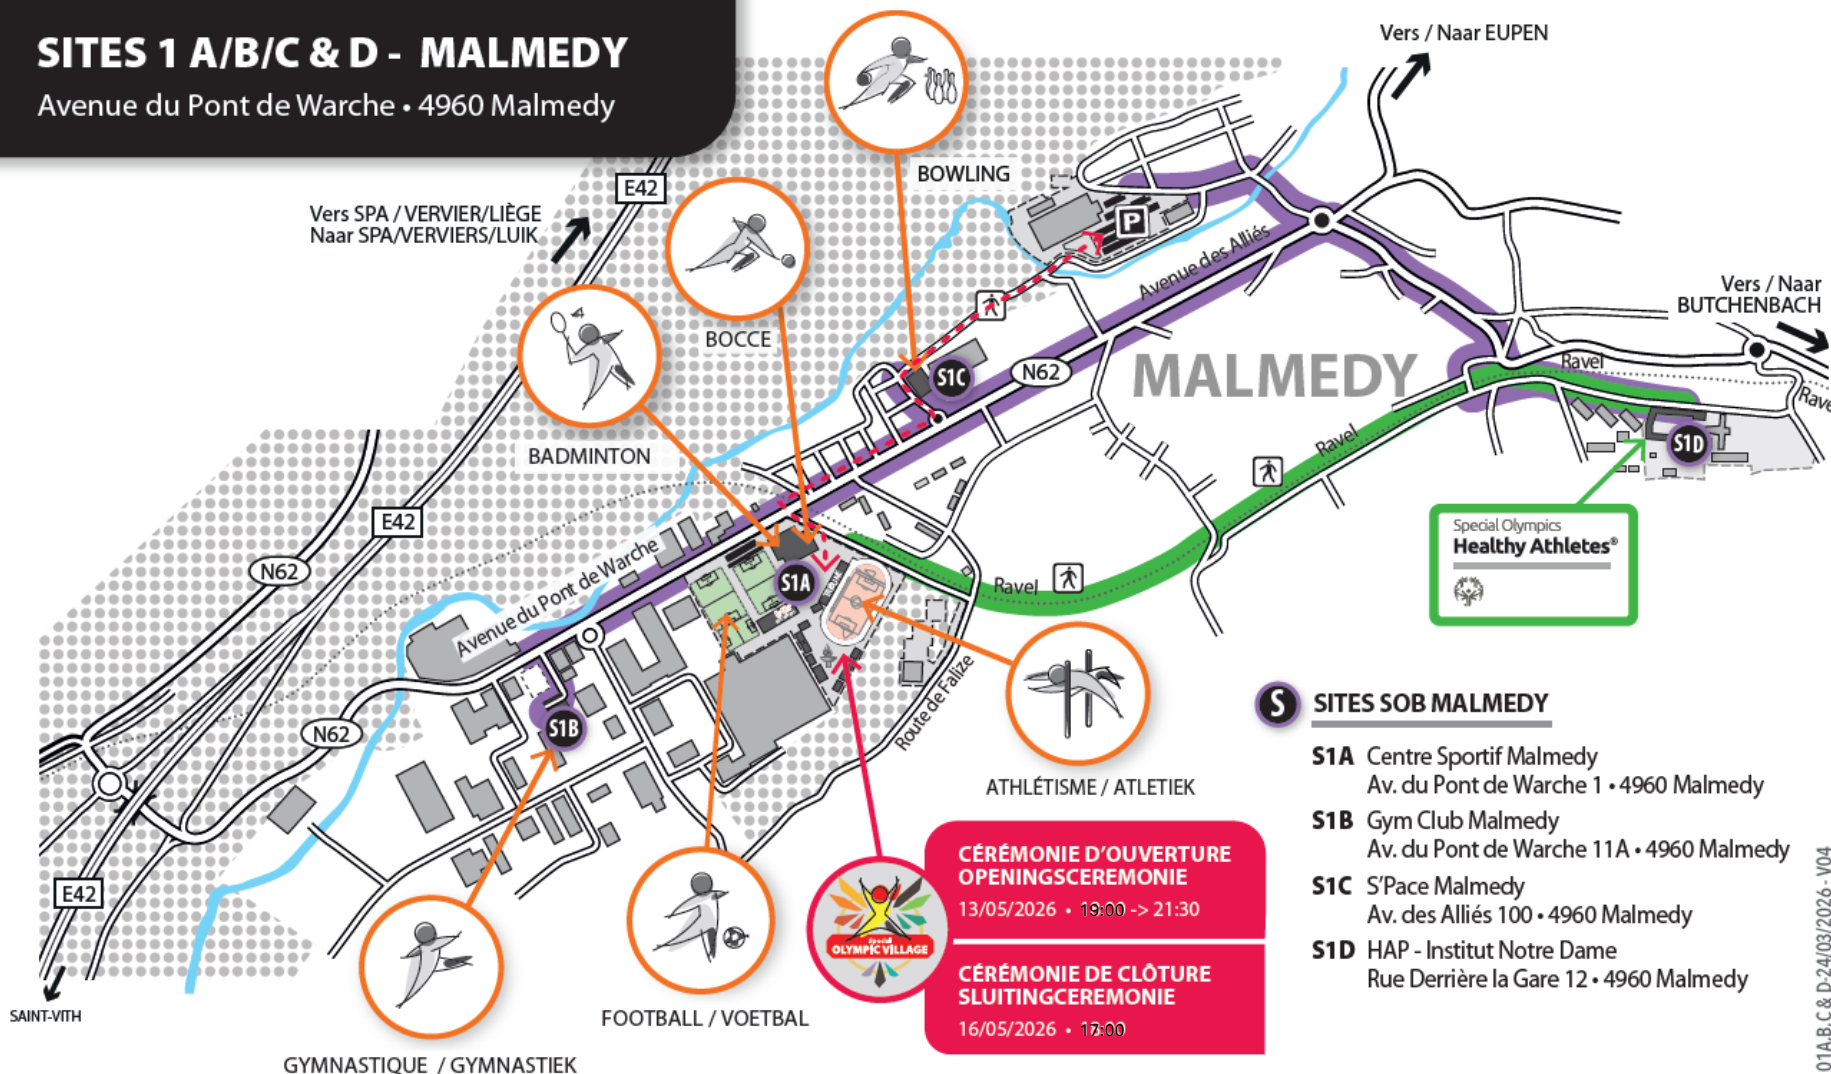 SITES 1 A/B/C & D - MALMEDY
Avenue du Pont de Warche • 4960 Malmedy
Vers / Naar EUPEN
BOWLING
E42
Vers SPA / VERVIER/LIÈGE
Naar SPA/VERVIERS/LUIK
P
Avenue des Alliés
Vers / Naar
BUTCHENBACH
BOCCE
S1C
N62
MALMEDY
Ravel
Ravel
BADMINTON
Ravel
S1D
E42
N62
Avenue du Pont de Warche
S1A
Ravel
Special Olympics
Healthy Athletes®
Route de Falize
S1B
N62
ATHLÉTISME / ATLETIEK
E42
SAINT-VITH
GYMNASTIQUE / GYMNASTIEK
FOOTBALL / VOETBAL
Special
OLYMPIC VILLAGE
CÉRÉMONIE D'OUVERTURE
OPENINGSCEREMONIE
13/05/2026 • 19:00 -> 21:30
CÉRÉMONIE DE CLÔTURE
SLUITINGCEREMONIE
16/05/2026 •
S SITES SOB MALMEDY
S1A Centre Sportif Malmedy
Av. du Pont de Warche 1 • 4960 Malmedy
S1B Gym Club Malmedy
Av. du Pont de Warche 11A • 4960 Malmedy
S1C S'Pace Malmedy
Av. des Alliés 100 • 4960 Malmedy
S1D HAP - Institut Notre Dame
Rue Derrière la Gare 12 • 4960 Malmedy
01A.B.C & D-24/03/2026 - V04